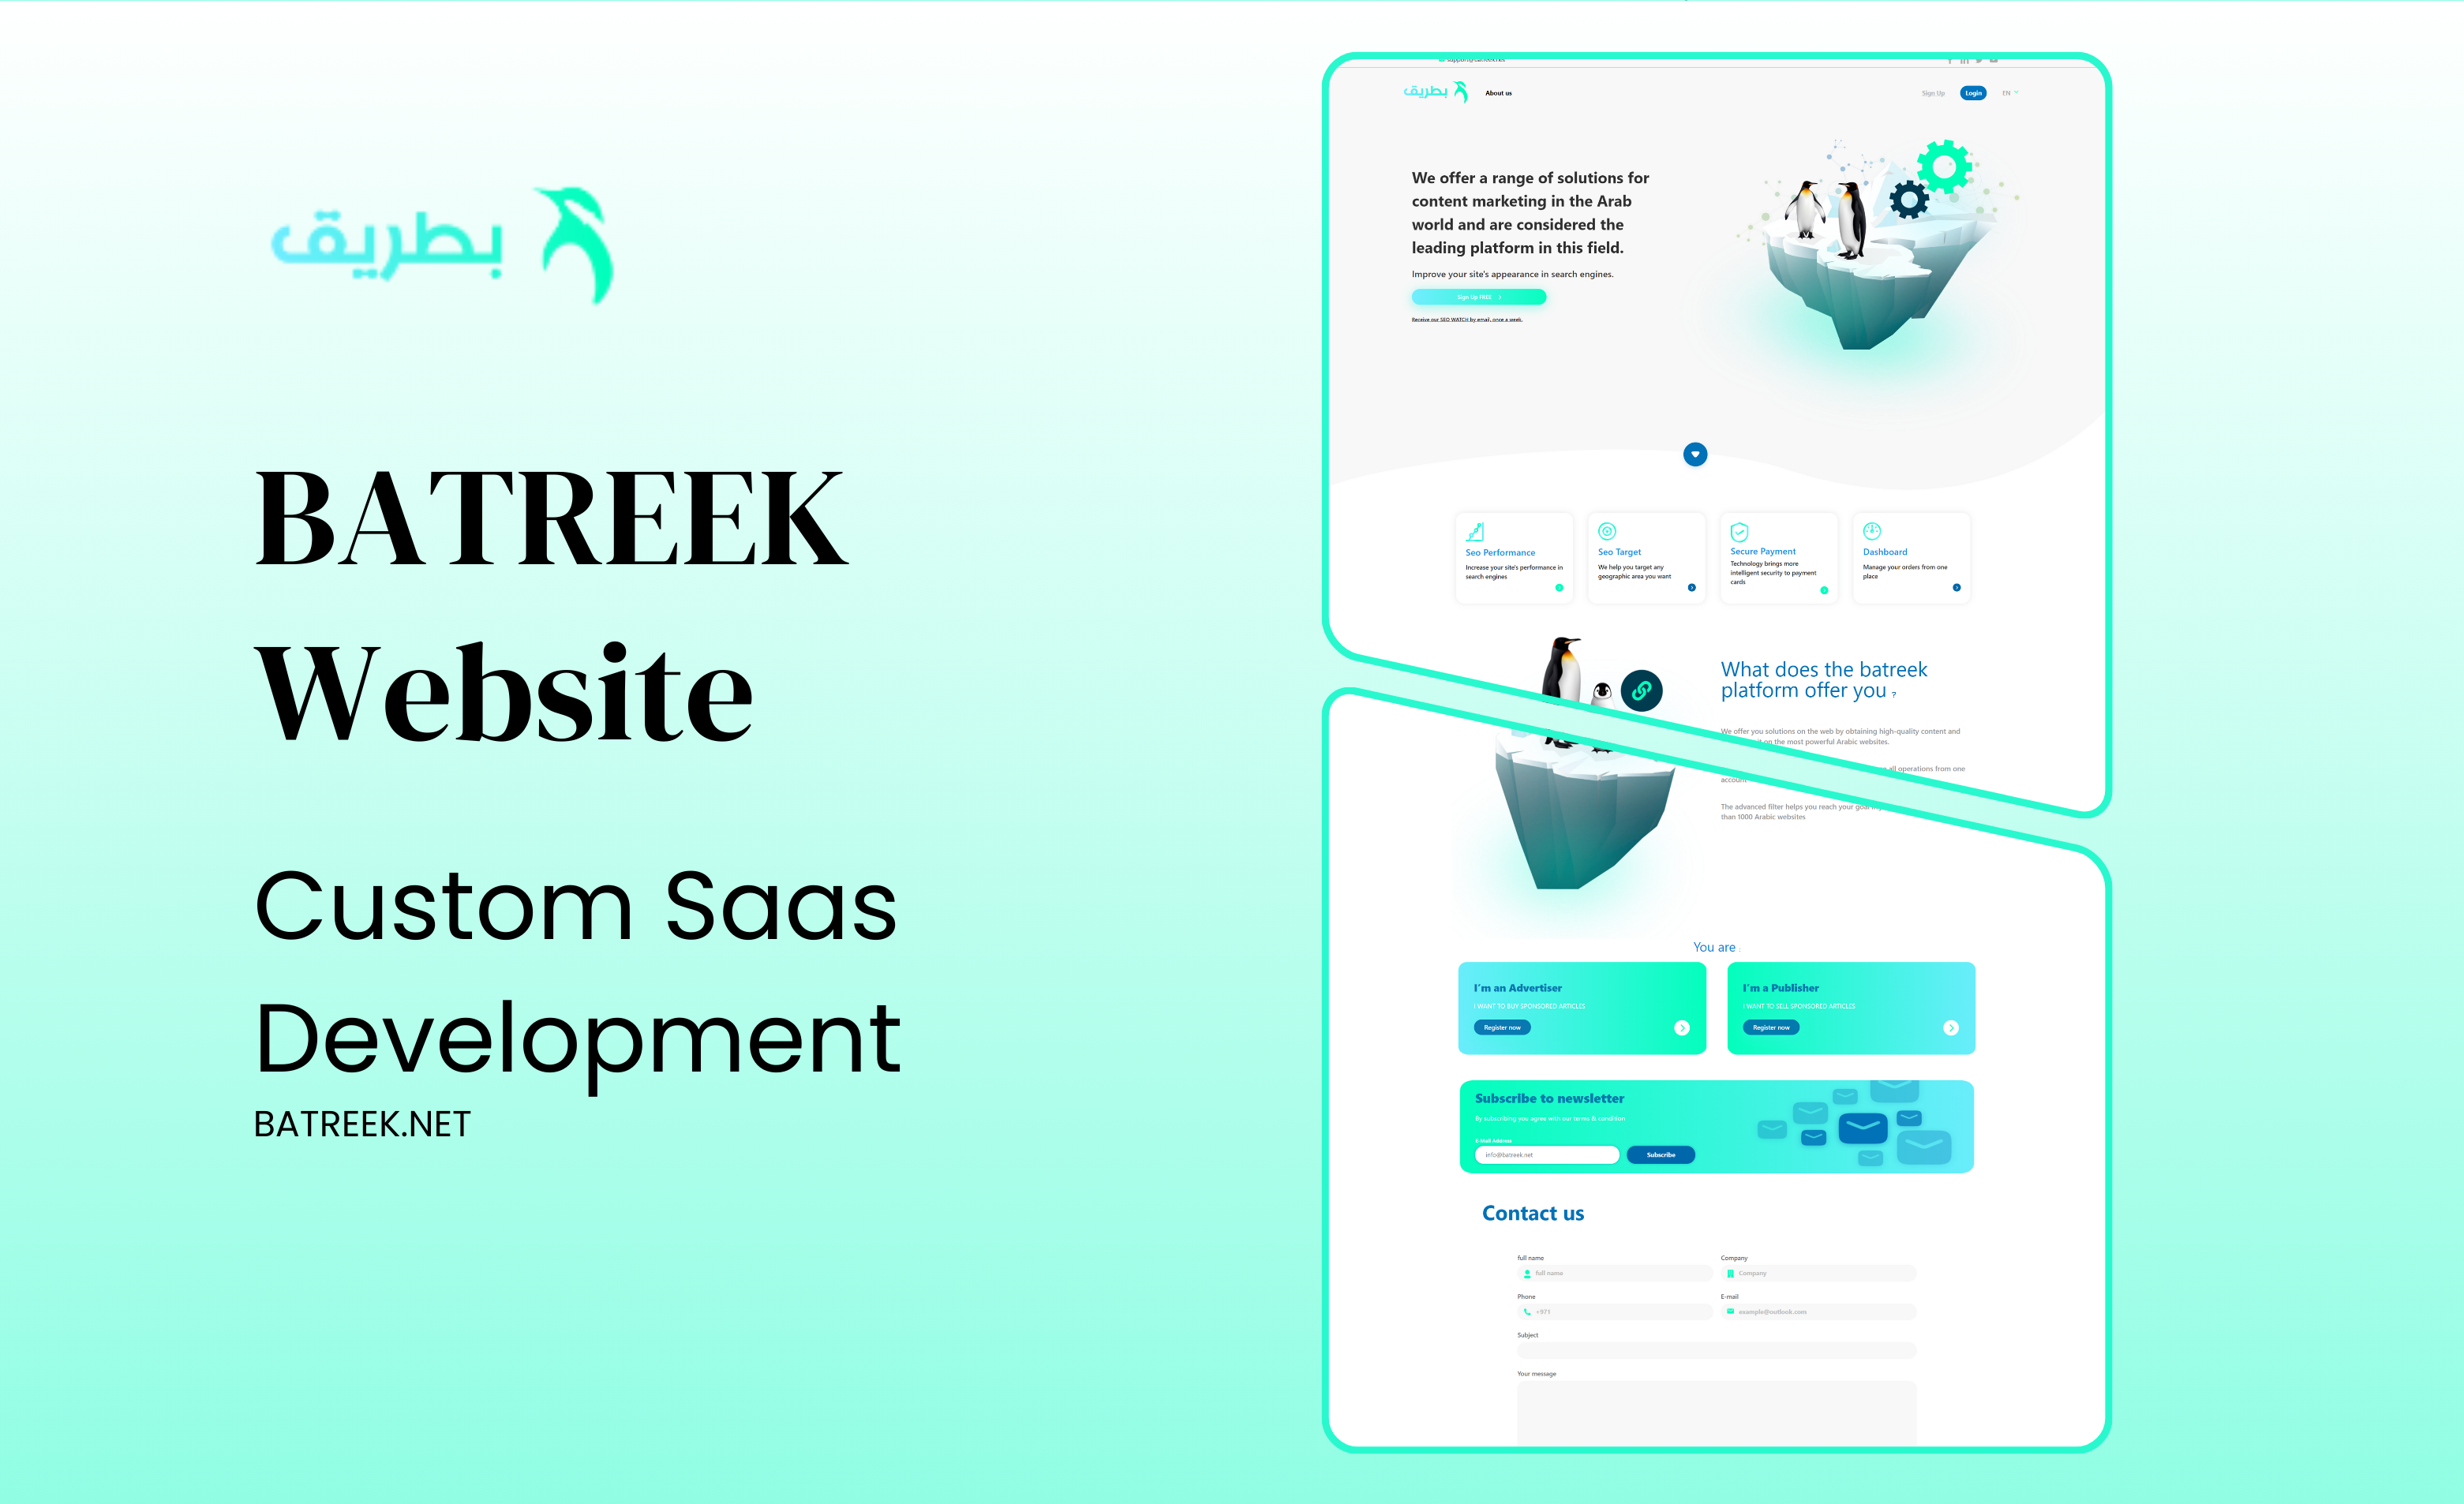 بطريق
BATREEK
Website
Custom Saas
Development
BATREEK.NET
بطريق
About us
Sign Up
Login
EN
We offer a range of solutions for
content marketing in the Arab
world and are considered the
leading platform in this field.
Improve your site's appearance in search engines.
Sign Up FREE
Receive our SEO WATCH by email, once a week.
Seo Performance
Increase your site's performance in
search engines
Seo Target
We help you target any
geographic area you want
Secure Payment
Technology brings more
intelligent security to payment
cards
Dashboard
Manage your orders from one
place
What does the batreek
platform offer you ?
We offer you solutions on the web by obtaining high-quality content and
it on the most powerful Arabic websites.
all operations from one
account
The advanced filter helps you reach your goal
than 1000 Arabic websites
You are :
I'm an Advertiser
I WANT TO BUY SPONSORED ARTICLES
Register now
I'm a Publisher
I WANT TO SELL SPONSORED ARTICLES
Register now
Subscribe to newsletter
By subscribing you agree with our terms & condition
E-Mail Address
info@batreek.net
Subscribe
Contact us
full name
full name
Company
Company
Phone
+971
E-mail
example@outlook.com
Subject
Your message